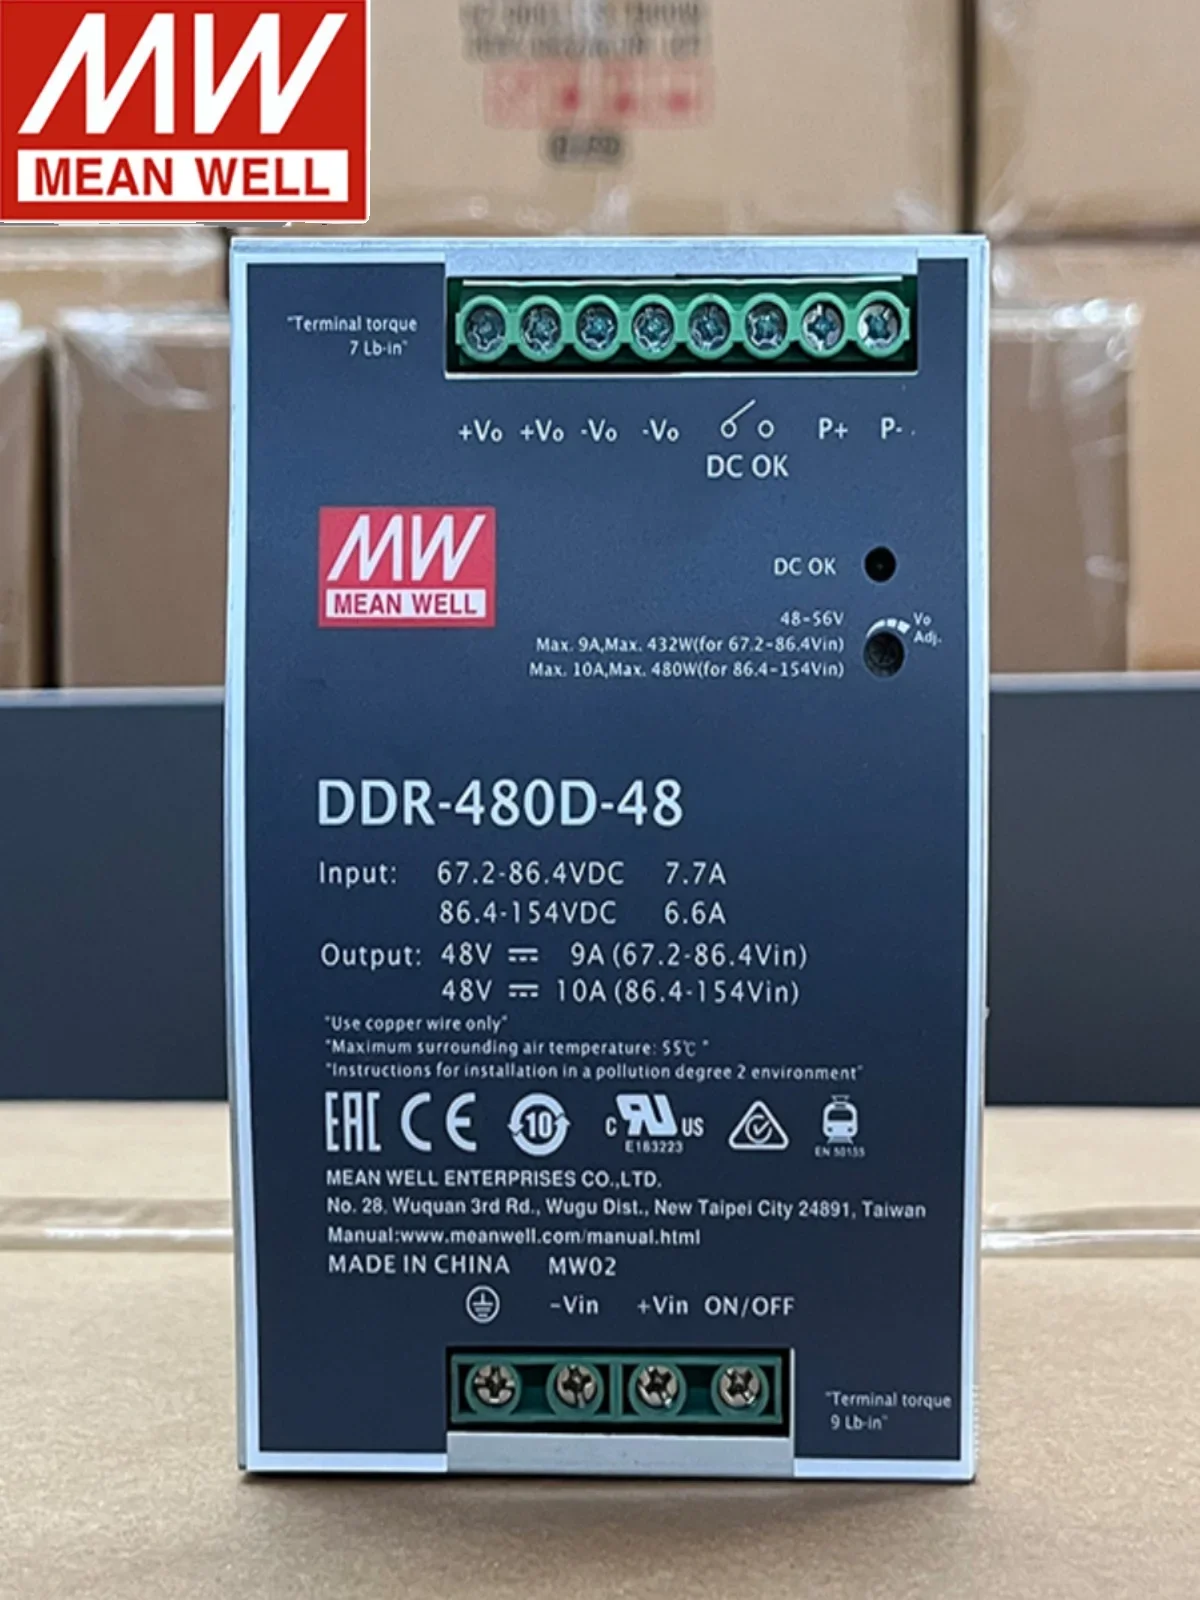 MW
MEAN WELL
"Terminal torque
7 Lb-in"
+Vo +Vo -Vo -Vo P+ P-
DC OK
MW
MEAN WELL
DC OK
48-56V
Vo
Adj.
Max. 9A,Max. 432W(for 67.2-86.4Vin)
Max. 10A,Max. 480W(for 86.4-154Vin)
DDR-480D-48
Input: 67.2-86.4VDC 7.7A
86.4-154VDC 6.6A
Output: 48V 9A (67.2-86.4Vin)
48V 10A (86.4-154Vin)
"Use copper wire only"
"Maximum surrounding air temperature: 55℃ "
"Instructions for installation in a pollution degree 2 environment"
EAC CE 10 c RU US
E183223
EN 50155
MEAN WELL ENTERPRISES CO.,LTD.
No. 28, Wuquan 3rd Rd., Wugu Dist., New Taipei City 24891, Taiwan
Manual:www.meanwell.com/manual.html
MADE IN CHINA MW02
-Vin +Vin ON/OFF
"Terminal torque
9 Lb-in"